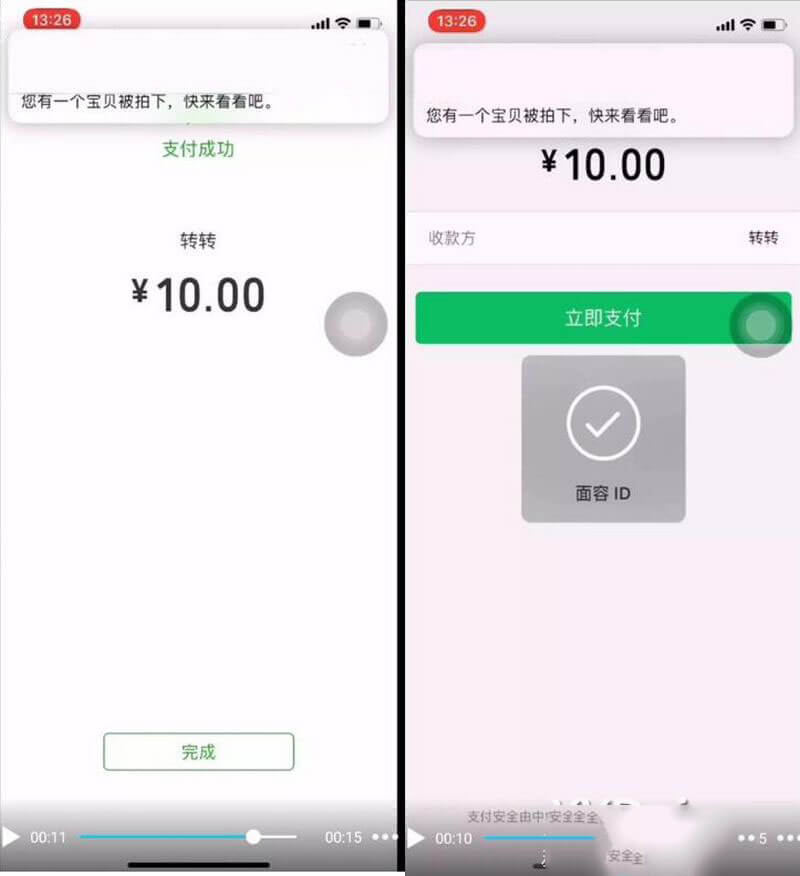 13:26
您有一个宝贝被拍下，快来看看吧。
支付成功
转转
¥10.00
完成
00:11
00:15
13:26
您有一个宝贝被拍下，快来看看吧。
¥10.00
收款方 转转
立即支付
面容 ID
支付安全由中
安全全
00:10
5
安全全